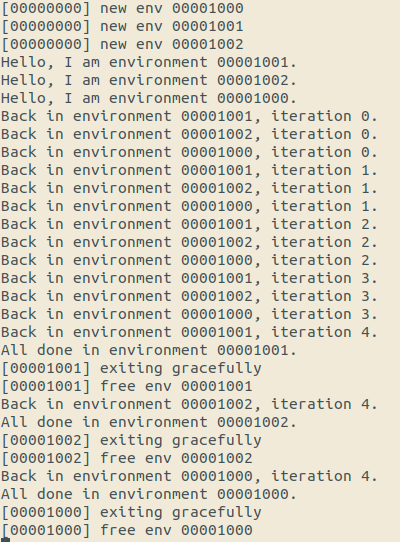 [00000000] new env 00001000
[00000000] new env 00001001
[00000000] new env 00001002
Hello, I am environment 00001001.
Hello, I am environment 00001002.
Hello, I am environment 00001000.
Back in environment 00001001, iteration 0.
Back in environment 00001002, iteration 0.
Back in environment 00001000, iteration 0.
Back in environment 00001001, iteration 1.
Back in environment 00001002, iteration 1.
Back in environment 00001000, iteration 1.
Back in environment 00001001, iteration 2.
Back in environment 00001002, iteration 2.
Back in environment 00001000, iteration 2.
Back in environment 00001001, iteration 3.
Back in environment 00001002, iteration 3.
Back in environment 00001000, iteration 3.
Back in environment 00001001, iteration 4.
All done in environment 00001001.
[00001001] exiting gracefully
[00001001] free env 00001001
Back in environment 00001002, iteration 4.
All done in environment 00001002.
[00001002] exiting gracefully
[00001002] free env 00001002
Back in environment 00001000, iteration 4.
All done in environment 00001000.
[00001000] exiting gracefully
[00001000] free env 00001000